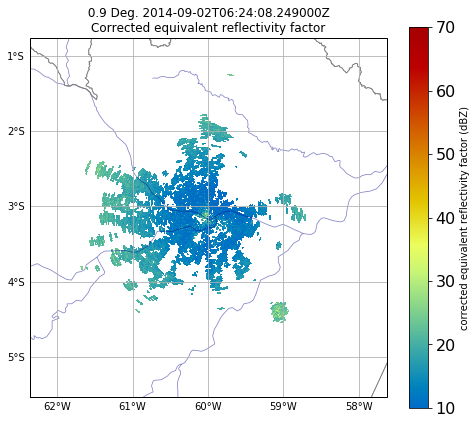 0.9 Deg. 2014-09-02T06:24:08.249000Z
Corrected equivalent reflectivity factor
1°S
2°S
3°S
4°S
5°S
62°W
61°W
60°W
59°W
58°W
70
60
50
40
30
20
10
corrected equivalent reflectivity factor (dBZ)